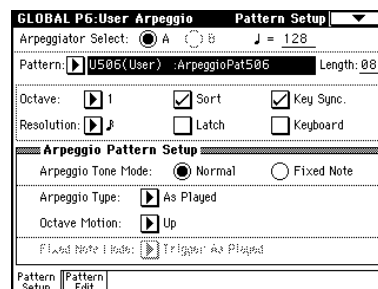 GLOBAL P6:User Arpeggio Pattern Setup
Arpeggiator Select: A B ♩ = 128
Pattern: U506(User) :ArpeggioPat506 Length: 08
Octave: 1 Sort Key Sync.
Resolution: Latch Keyboard
Arpeggio Pattern Setup
Arpeggio Tone Mode: Normal Fixed Note
Arpeggio Type: As Played
Octave Motion: Up
Fixed Note Mode: Trigger As Played
Pattern Setup Pattern Edit